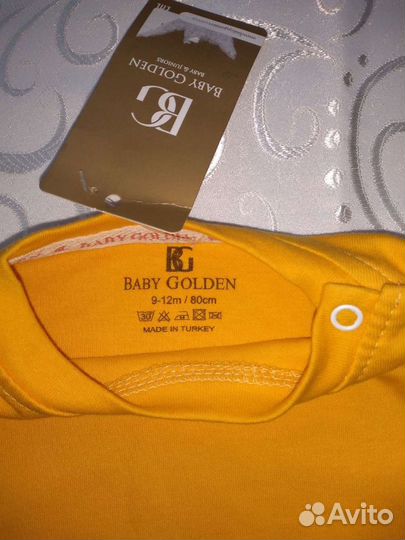 BG
BABY GOLDEN
BABY & JUNIORS
BABY GOLDEN
BG
BABY GOLDEN
9-12m / 80cm
30
MADE IN TURKEY
Avito